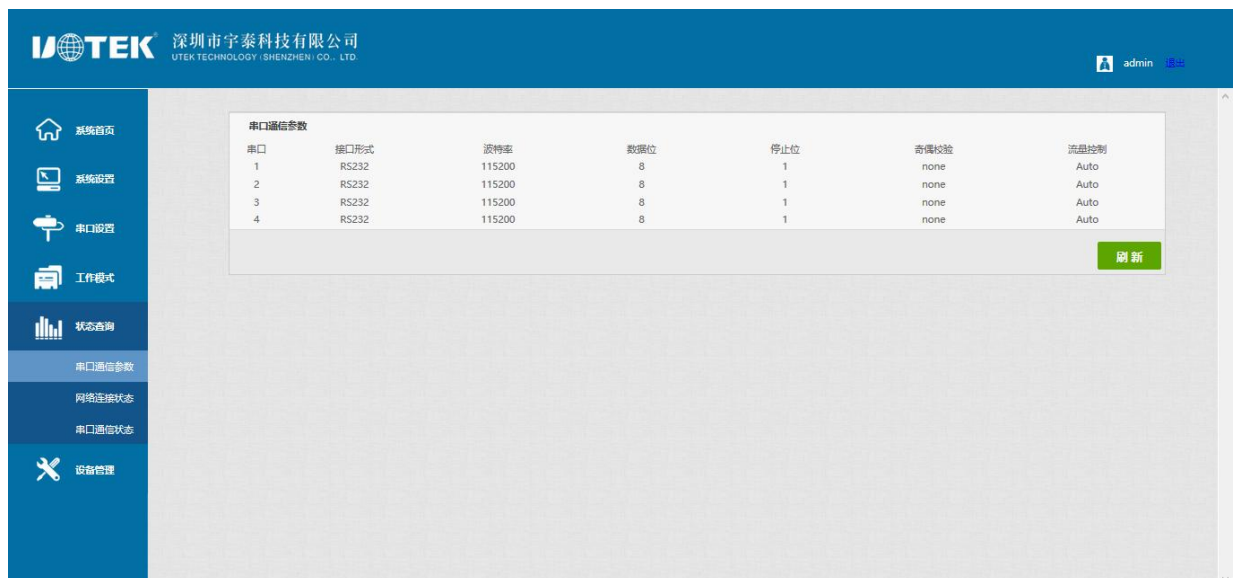 UOTEK® 深圳市宇泰科技有限公司
UTEK TECHNOLOGY (SHENZHEN) CO., LTD.
admin 退出
系统首页
系统设置
串口设置
工作模式
状态查询
串口通信参数
网络连接状态
串口通信状态
设备管理
串口通信参数
串口 接口形式 波特率 数据位 停止位 奇偶校验 流量控制
1 RS232 115200 8 1 none Auto
2 RS232 115200 8 1 none Auto
3 RS232 115200 8 1 none Auto
4 RS232 115200 8 1 none Auto
刷新